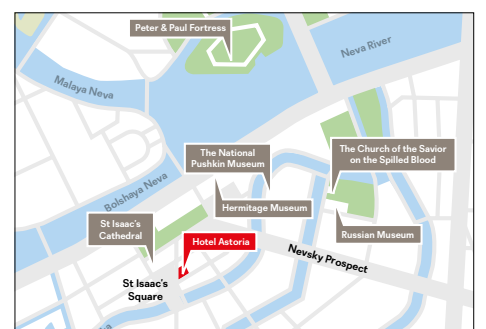 Peter & Paul Fortress
Neva River
Malaya Neva
The National
Pushkin Museum
The Church of the Savior
on the Spilled Blood
Bolshaya Neva
Hermitage Museum
St Isaac's
Cathedral
Hotel Astoria
Russian Museum
Nevsky Prospect
St Isaac's
Square